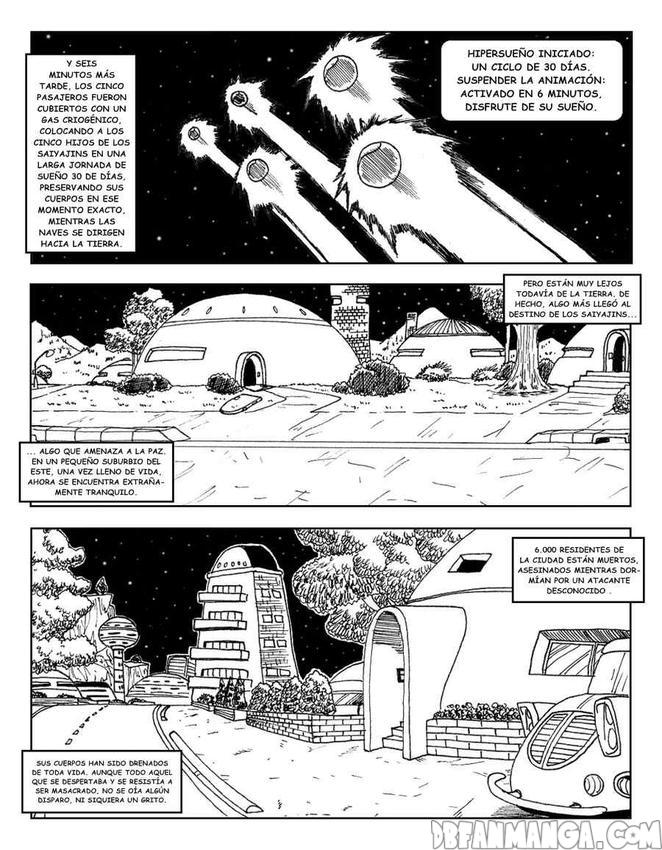 Y SEIS
MINUTOS MÁS
TARDE, LOS CINCO
PASAJEROS FUERON
CUBIERTOS CON UN
GAS CRIOGÉNICO,
COLOCANDO A LOS
CINCO HIJOS DE LOS
SAIYAJINS EN UNA
LARGA JORNADA DE
SUEÑO 30 DE DÍAS,
PRESERVANDO SUS
CUERPOS EN ESE
MOMENTO EXACTO,
MIENTRAS LAS
NAVES SE DIRIGEN
HACIA LA TIERRA.
HIPERSUEÑO INICIADO:
UN CICLO DE 30 DÍAS.
SUSPENDER LA ANIMACIÓN:
ACTIVADO EN 6 MINUTOS,
DISFRUTE DE SU SUEÑO.
PERO ESTÁN MUY LEJOS
TODAVÍA DE LA TIERRA. DE
HECHO, ALGO MÁS LLEGÓ AL
DESTINO DE LOS SAIYAJINS...
... ALGO QUE AMENAZA A LA PAZ.
EN UN PEQUEÑO SUBURBIO DEL
ESTE, UNA VEZ LLENO DE VIDA,
AHORA SE ENCUENTRA EXTRAÑA-
MENTE TRANQUILO.
6.000 RESIDENTES DE
LA CIUDAD ESTÁN MUERTOS,
ASESINADOS MIENTRAS DOR-
MÍAN POR UN ATACANTE
DESCONOCIDO .
SUS CUERPOS HAN SIDO DRENADOS
DE TODA VIDA. AUNQUE TODO AQUEL
QUE SE DESPERTABA Y SE RESISTÍA A
SER MASACRADO, NO SE OÍA ALGÚN
DISPARO, NI SIQUIERA UN GRITO.
DBFANMANGA.COM